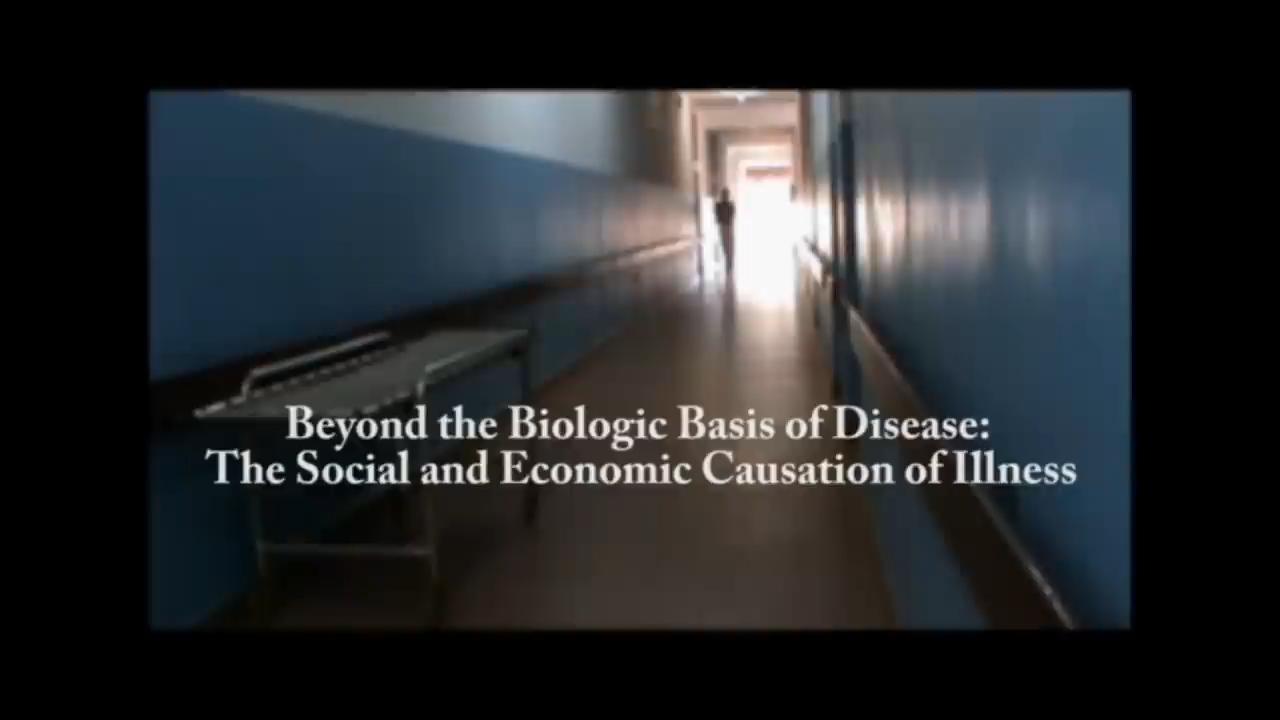 Beyond the Biologic Basis of Disease:
The Social and Economic Causation of Illness